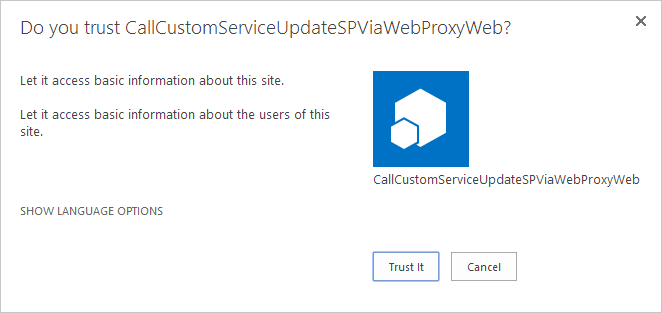 Do you trust CallCustomServiceUpdateSPViaWebProxyWeb?
Let it access basic information about this site.
Let it access basic information about the users of this
site.
CallCustomServiceUpdateSPViaWebProxyWeb
SHOW LANGUAGE OPTIONS
Trust It
Cancel